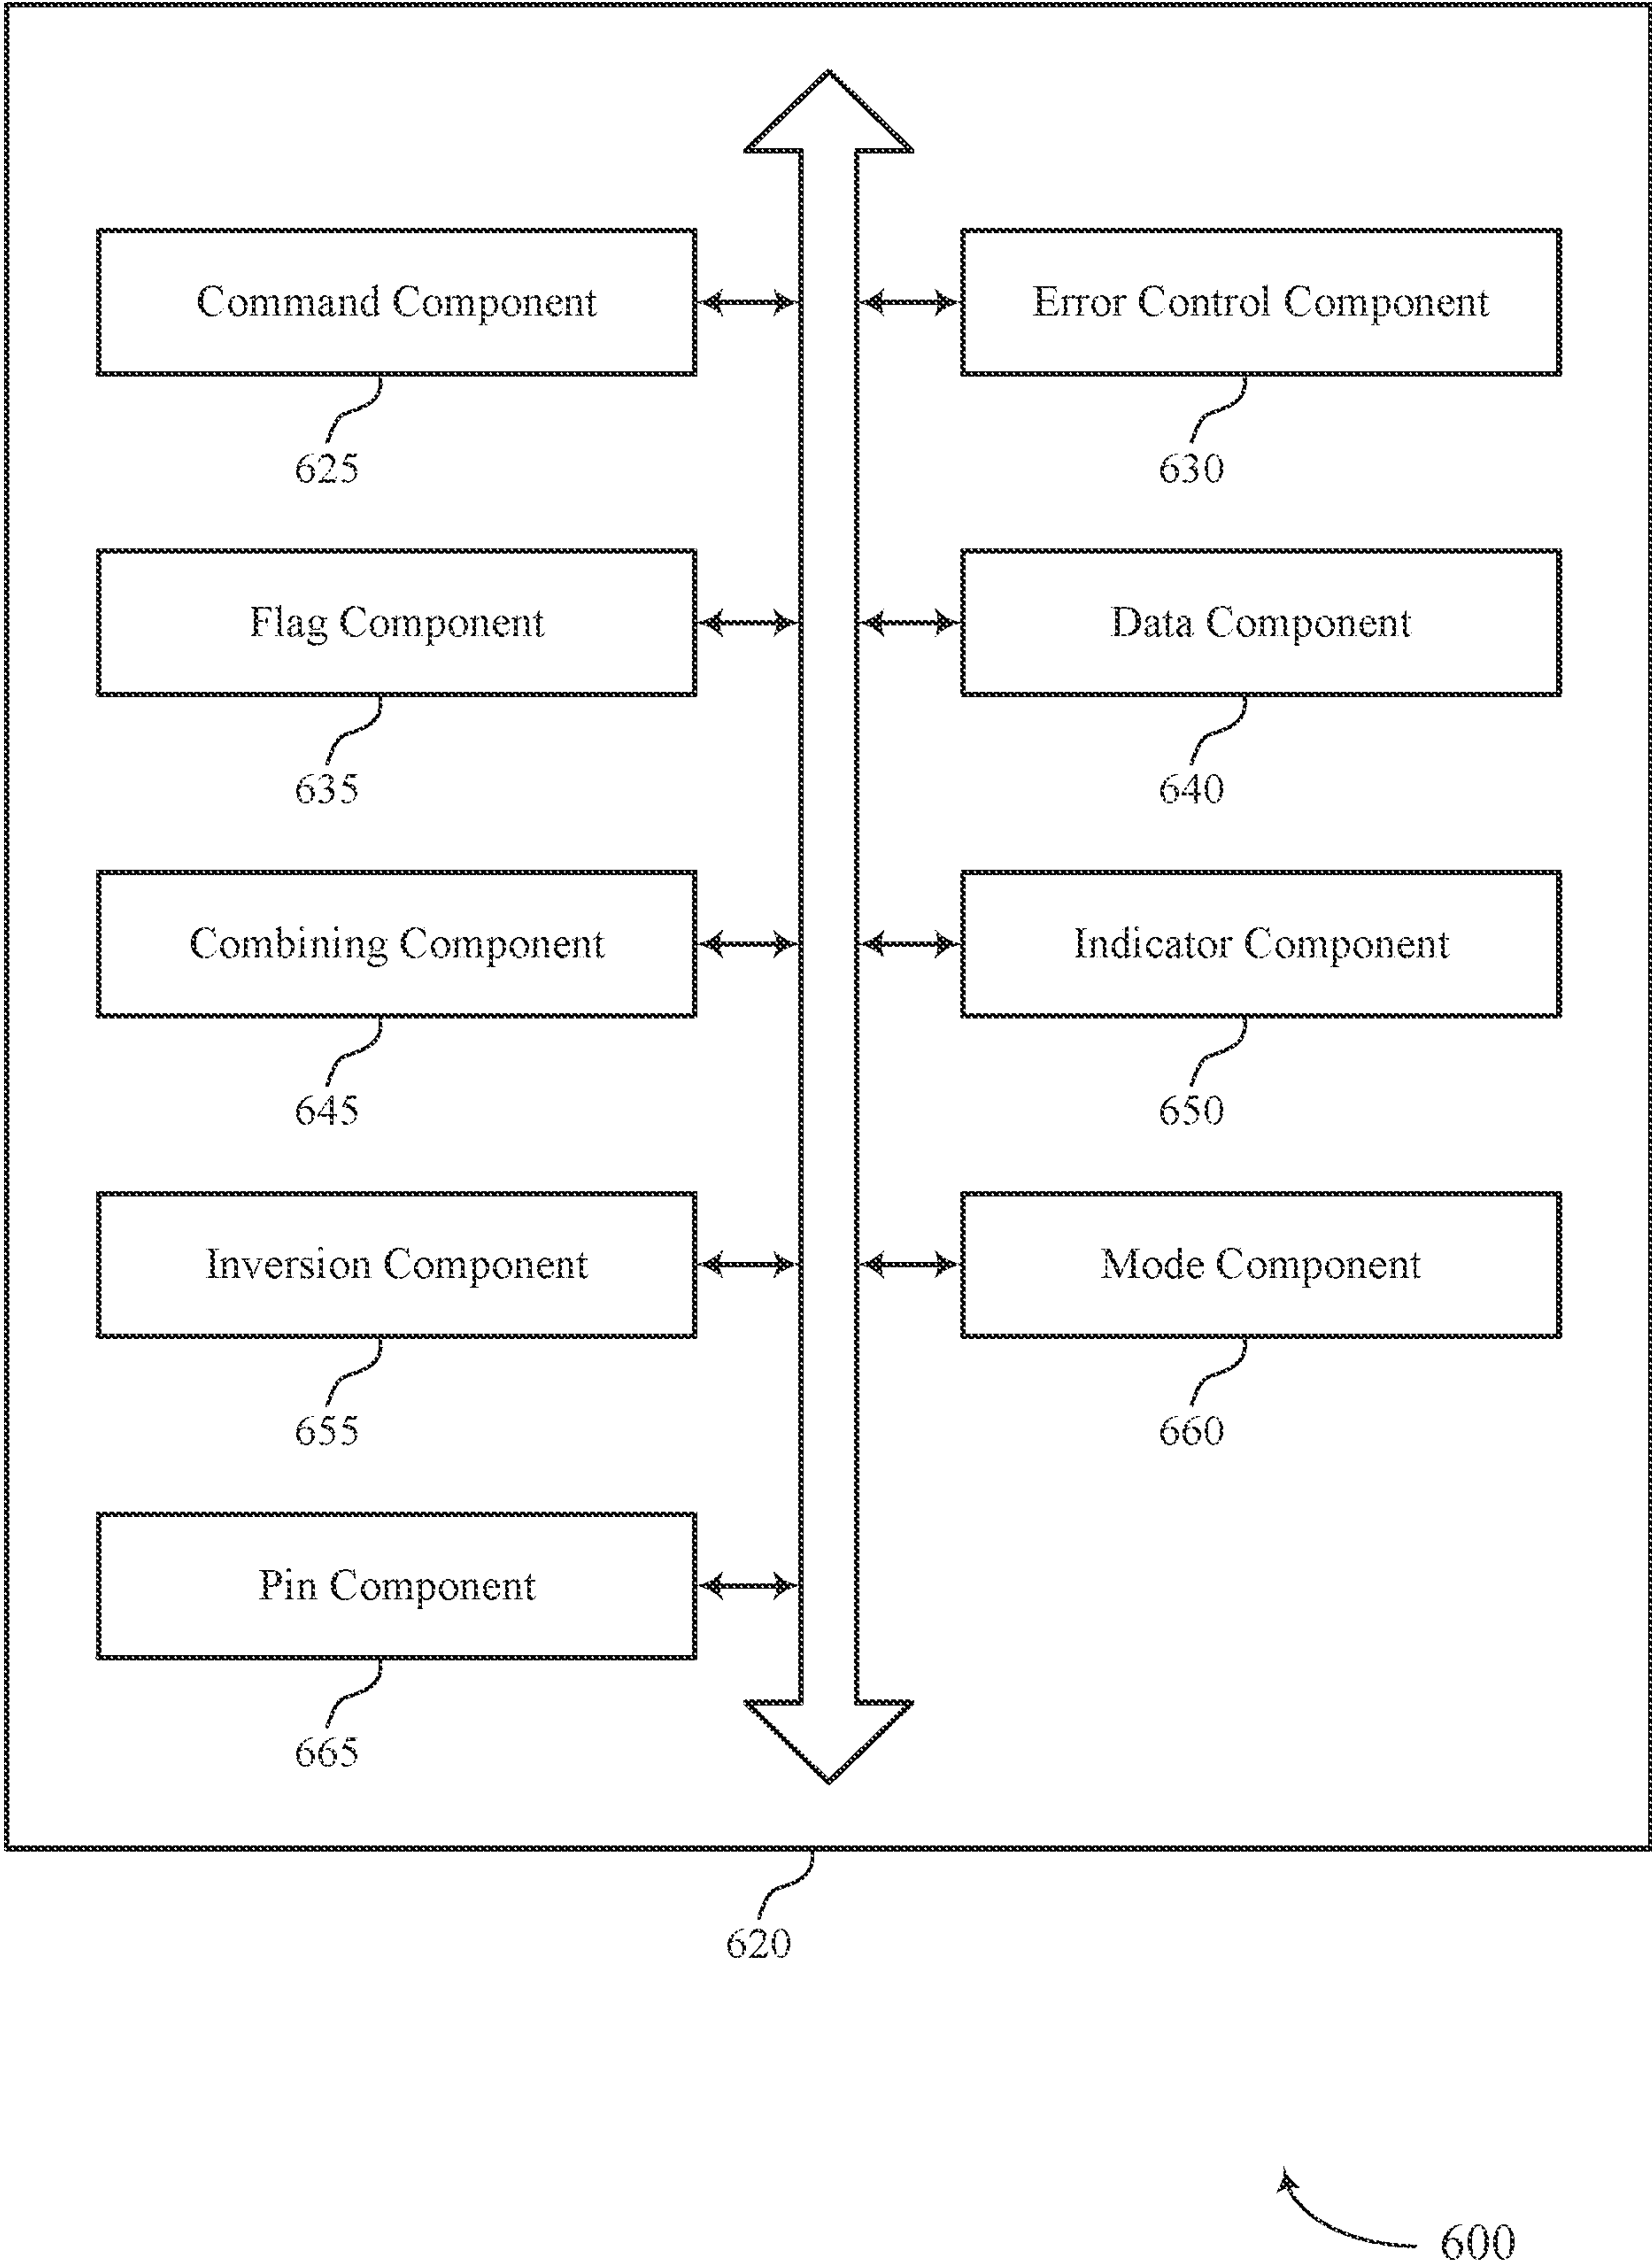 Command Component
Error Control Component
625
630
Flag Component
Data Component
635
640
Combining Component
Indicator Component
645
650
Inversion Component
Mode Component
655
660
Pin Component
665
620
600